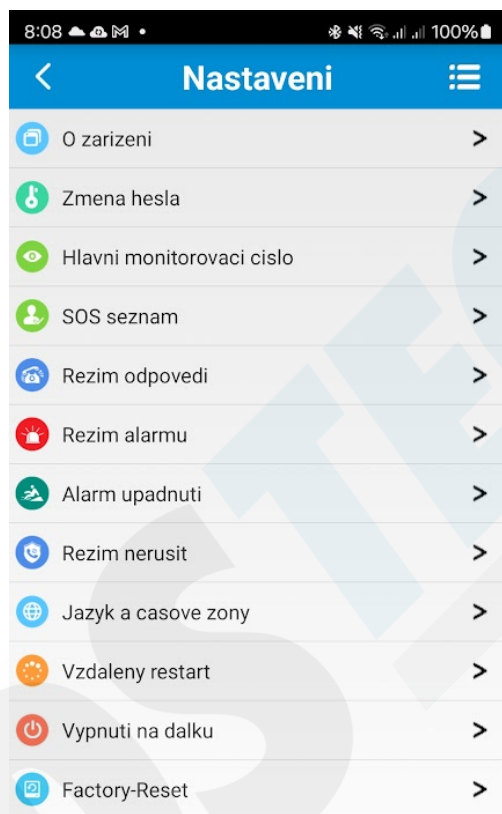 8:08 100%
Nastaveni
O zarizeni
Zmena hesla
Hlavni monitorovaci cislo
SOS seznam
Rezim odpovedi
Rezim alarmu
Alarm upadnuti
Rezim nerusit
Jazyk a casove zony
Vzdaleny restart
Vypnuti na dalku
Factory-Reset